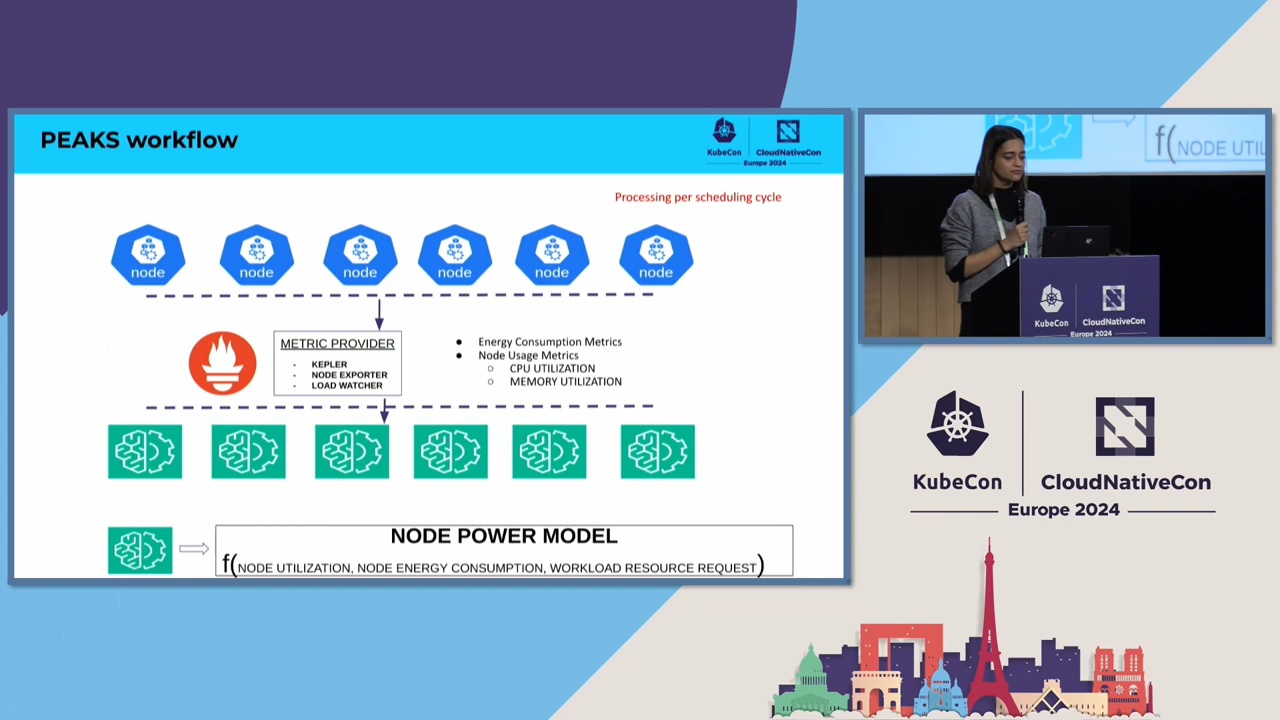 PEAKS workflow
KubeCon
CloudNativeCon
Europe 2024
Processing per scheduling cycle
node
node
node
node
node
node
METRIC PROVIDER
- KEPLER
- NODE EXPORTER
- LOAD WATCHER
● Energy Consumption Metrics
● Node Usage Metrics
○ CPU UTILIZATION
○ MEMORY UTILIZATION
NODE POWER MODEL
f(NODE UTILIZATION, NODE ENERGY CONSUMPTION, WORKLOAD RESOURCE REQUEST)
f(NODE UTIL
KubeCon
CloudNativeCon
Europe 2024
KubeCon
CloudNativeCon
Europe 2024